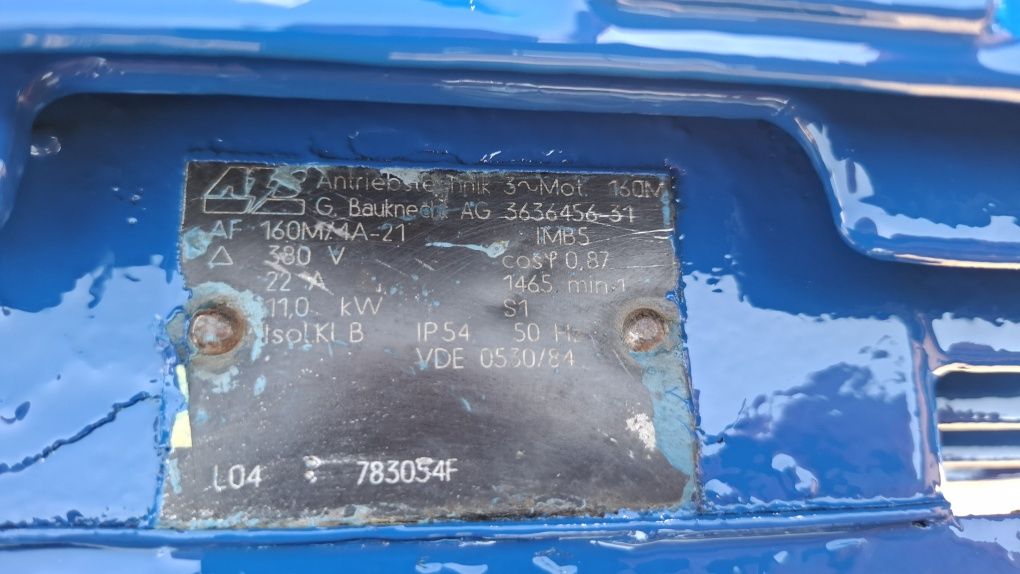 Antriebstechnik 3~Mot. 160M
G. Bauknecht AG 3636456-31
AF 160M/4A-21 IMB5
Δ 380 V cosφ 0,87
22 A 1465 min-1
11,0 kW S1
Isol.Kl.B IP54 50 Hz
VDE 0530/84
L04 783054F